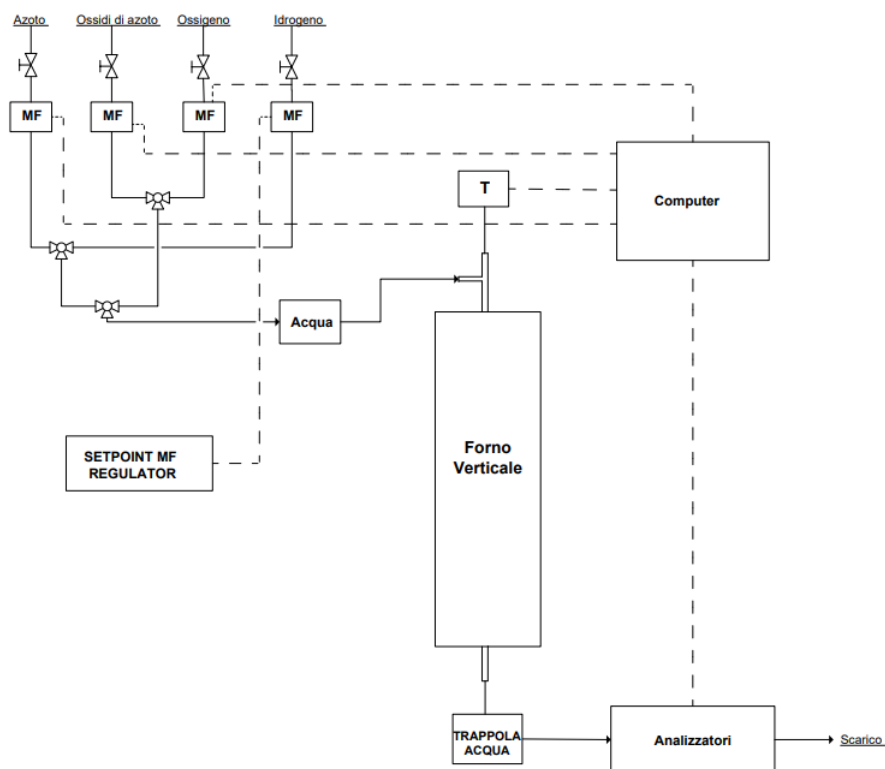 Azoto
Ossidi di azoto
Ossigeno
Idrogeno
MF
MF
MF
MF
T
Computer
Acqua
SETPOINT MF
REGULATOR
Forno
Verticale
TRAPPOLA
ACQUA
Analizzatori
Scarico